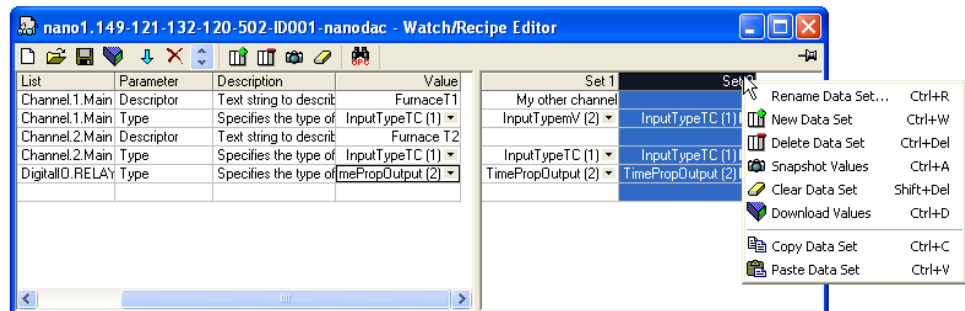 nano1.149-121-132-120-502-ID001-nanodac - Watch/Recipe Editor
OPC
List Parameter Description Value Set 1
Channel.1.Main Descriptor Text string to describ FurnaceT1 My other channel
Channel.1.Main Type Specifies the type of InputTypeTC (1) InputTypemV (2) InputTypeTC (1)
Channel.2.Main Descriptor Text string to describ Furnace T2
Channel.2.Main Type Specifies the type of InputTypeTC (1) InputTypeTC (1) InputTypeTC (1)
DigitalIO.RELAY Type Specifies the type of mePropOutput (2) TimePropOutput (2) TimePropOutput (2)
Rename Data Set... Ctrl+R
New Data Set Ctrl+W
Delete Data Set Ctrl+Del
Snapshot Values Ctrl+A
Clear Data Set Shift+Del
Download Values Ctrl+D
Copy Data Set Ctrl+C
Paste Data Set Ctrl+V